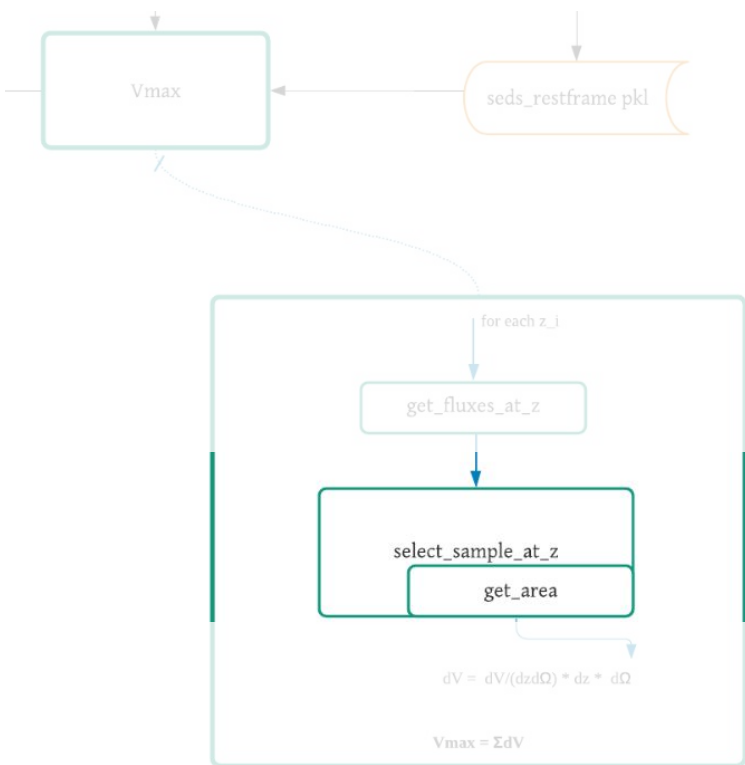 Vmax
seds_restframe pkl
for each z_i
get_fluxes_at_z
select_sample_at_z
get_area
dV = dV/(dzdΩ) * dz * dΩ
Vmax = ΣdV